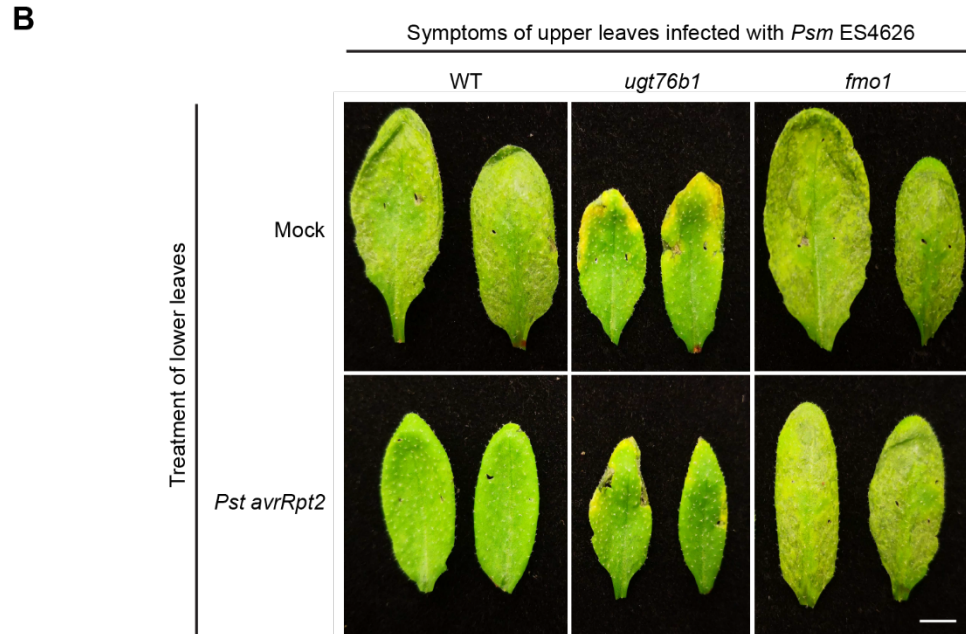 B
Symptoms of upper leaves infected with Psm ES4626
WT ugt76b1 fmo1
Treatment of lower leaves
Mock
Pst avrRpt2